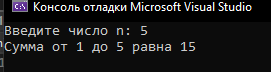 Консоль отладки Microsoft Visual Studio
Введите число n: 5
Сумма от 1 до 5 равна 15